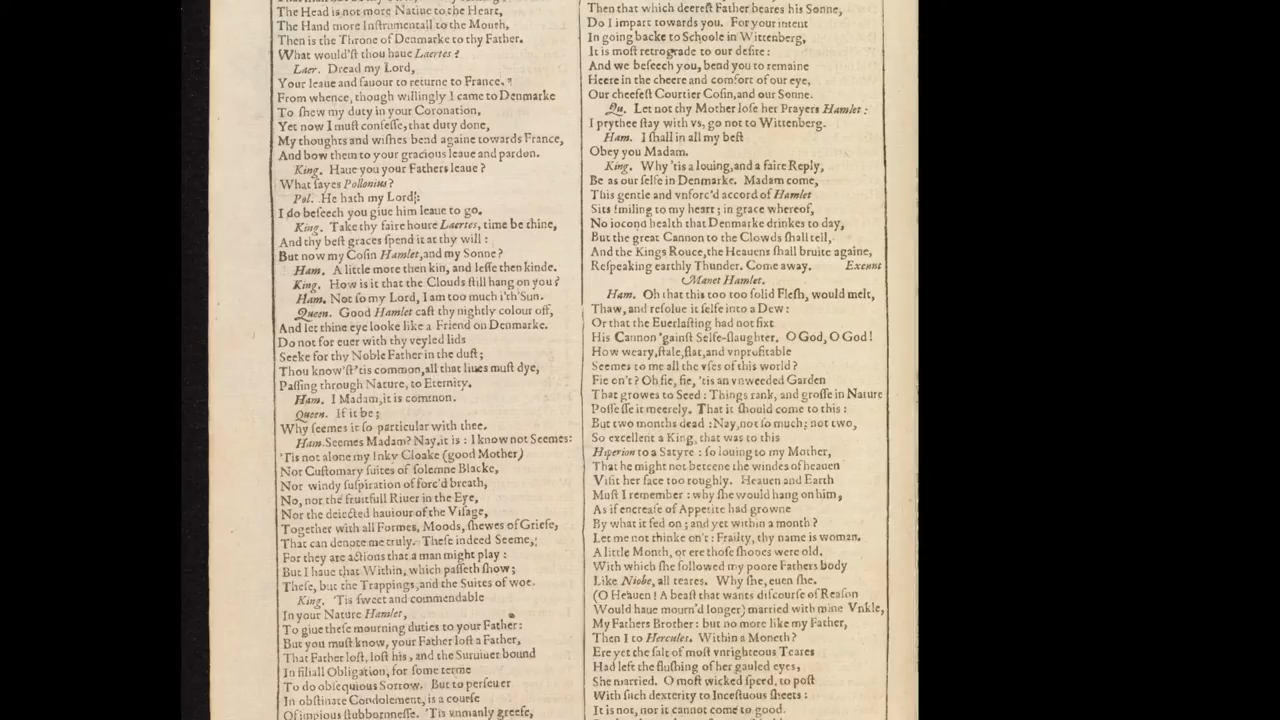 The Head is not more Natiue to the Heart,
The Hand more Inſtrumentall to the Mouth,
Then is the Throne of Denmarke to thy Father.
What would'ſt thou haue Laertes?
Laer. Dread my Lord,
Your leaue and fauour to returne to France,
From whence, though willingly I came to Denmarke
To ſhew my duty in your Coronation,
Yet now I muſt confeſſe, that duty done,
My thoughts and wiſhes bend againe towards France,
And bow them to your gracious leaue and pardon.
King. Haue you your Fathers leaue?
What ſayes Pollonius?
Pol. He hath my Lord:
I do beſeech you giue him leaue to go.
King. Take thy faire houre Laertes, time be thine,
And thy beſt graces ſpend it at thy will:
But now my Coſin Hamlet, and my Sonne?
Ham. A little more then kin, and leſſe then kinde.
King. How is it that the Clouds ſtill hang on you?
Ham. Not ſo my Lord, I am too much i'th'Sun.
Queen. Good Hamlet caſt thy nightly colour off,
And let thine eye looke like a Friend on Denmarke.
Do not for euer with thy veyled lids
Seeke for thy Noble Father in the duſt;
Thou know'ſt 'tis common, all that liues muſt dye,
Paſſing through Nature, to Eternity.
Ham. I Madam, it is common.
Queen. If it be;
Why ſeemes it ſo particular with thee.
Ham. Seemes Madam? Nay, it is: I know not Seemes:
'Tis not alone my Inky Cloake (good Mother)
Nor Cuſtomary ſuites of ſolemne Blacke,
Nor windy ſuſpiration of forc'd breath,
No, nor the fruitfull Riuer in the Eye,
Nor the deiected hauiour of the Viſage,
Together with all Formes, Moods, ſhewes of Griefe,
That can denote me truly. Theſe indeed Seeme,
For they are actions that a man might play:
But I haue that Within, which paſſeth ſhow;
Theſe, but the Trappings, and the Suites of woe.
King. 'Tis ſweet and commendable
In your Nature Hamlet,
To giue theſe mourning duties to your Father:
But you muſt know, your Father loſt a Father,
That Father loſt, loſt his, and the Suruiuer bound
In filiall Obligation, for ſome terme
To do obſequious Sorrow. But to perſeuer
In obſtinate Condolement, is a courſe
Of impious ſtubbornneſſe. 'Tis vnmanly greefe,
Then that which deereſt Father beares his Sonne,
Do I impart towards you. For your intent
In going backe to Schoole in Wittenberg,
It is moſt retrograde to our deſire:
And we beſeech you, bend you to remaine
Heere in the cheere and comfort of our eye,
Our cheefeſt Courtier Coſin, and our Sonne.
Qu. Let not thy Mother loſe her Prayers Hamlet:
I prythee ſtay with vs, go not to Wittenberg.
Ham. I ſhall in all my beſt
Obey you Madam.
King. Why 'tis a louing, and a faire Reply,
Be as our ſelfe in Denmarke. Madam come,
This gentle and vnforc'd accord of Hamlet
Sits ſmiling to my heart; in grace whereof,
No iocond health that Denmarke drinkes to day,
But the great Cannon to the Clowds ſhall tell,
And the Kings Rouce, the Heauens ſhall bruite againe,
Reſpeaking earthly Thunder. Come away. Exeunt
Manet Hamlet.
Ham. Oh that this too too ſolid Fleſh, would melt,
Thaw, and reſolue it ſelfe into a Dew:
Or that the Euerlaſting had not fixt
His Cannon 'gainſt Selfe-ſlaughter. O God, O God!
How weary, ſtale, flat, and vnprofitable
Seemes to me all the vſes of this world?
Fie on't? Oh fie, fie, 'tis an vnweeded Garden
That growes to Seed: Things rank, and groſſe in Nature
Poſſeſſe it meerely. That it ſhould come to this:
But two months dead: Nay, not ſo much; not two,
So excellent a King, that was to this
Hiperion to a Satyre: ſo louing to my Mother,
That he might not beteene the windes of heauen
Viſit her face too roughly. Heauen and Earth
Muſt I remember: why ſhe would hang on him,
As if encreaſe of Appetite had growne
By what it fed on; and yet within a month?
Let me not thinke on't: Frailty, thy name is woman.
A little Month, or ere thoſe ſhooes were old,
With which ſhe followed my poore Fathers body
Like Niobe, all teares. Why ſhe, euen ſhe.
(O Heauen! A beaſt that wants diſcourſe of Reaſon
Would haue mourn'd longer) married with mine Vnkle,
My Fathers Brother: but no more like my Father,
Then I to Hercules. Within a Moneth?
Ere yet the ſalt of moſt vnrighteous Teares
Had left the fluſhing of her gauled eyes,
She married. O moſt wicked ſpeed, to poſt
With ſuch dexterity to Inceſtuous ſheets:
It is not, nor it cannot come to good.